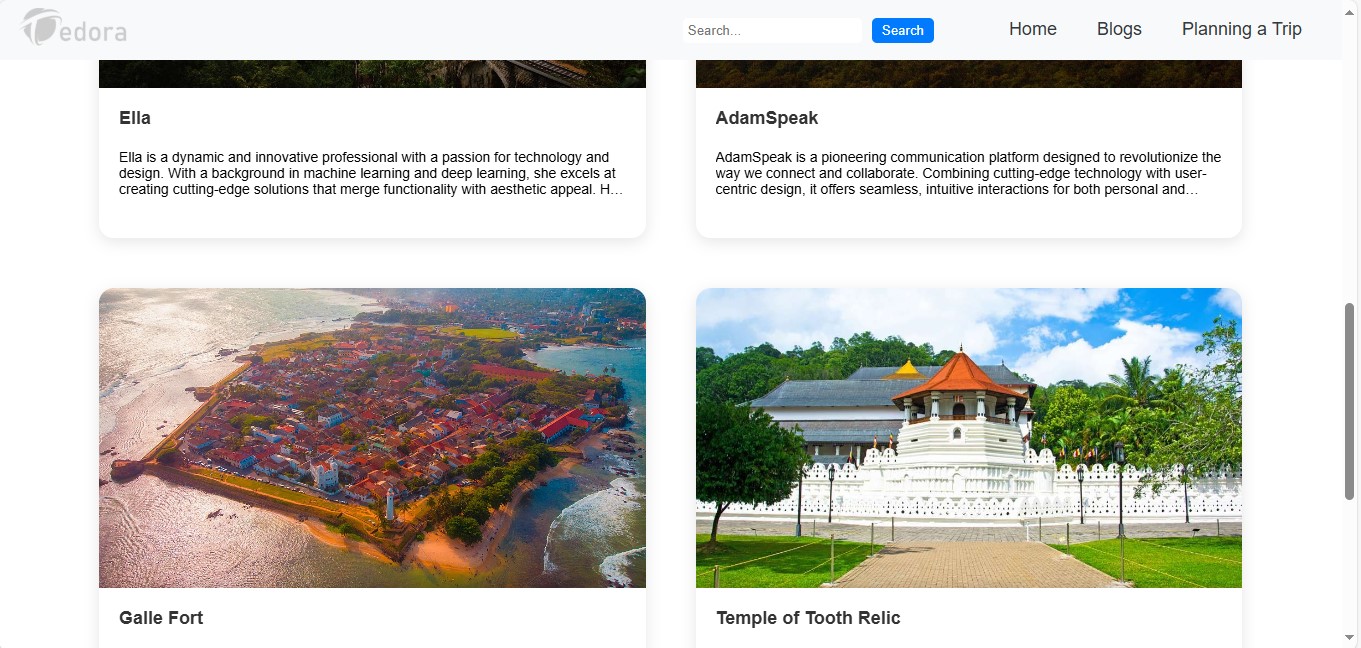 Tedora
Search...
Search
Home
Blogs
Planning a Trip
Ella
Ella is a dynamic and innovative professional with a passion for technology and
design. With a background in machine learning and deep learning, she excels at
creating cutting-edge solutions that merge functionality with aesthetic appeal. H…
AdamSpeak
AdamSpeak is a pioneering communication platform designed to revolutionize the
way we connect and collaborate. Combining cutting-edge technology with user-
centric design, it offers seamless, intuitive interactions for both personal and…
Galle Fort
Temple of Tooth Relic